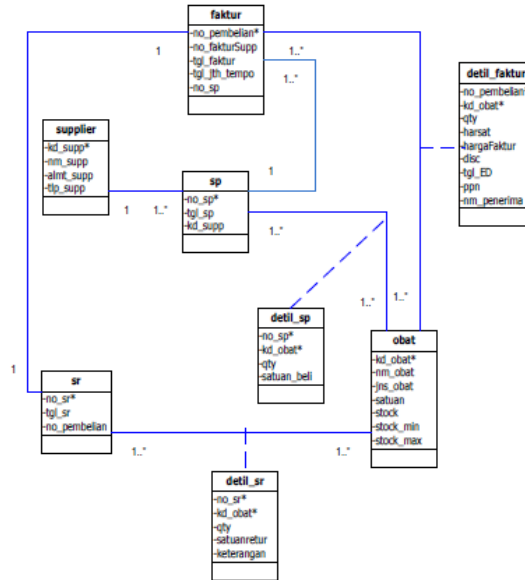 faktur
-no_pembelian*
-no_fakturSupp
-tgl_faktur
-tgl_jth_tempo
-no_sp
1
1..*
1..*
detil_faktur
-no_pembelian*
-kd_obat*
-qty
-harsat
-hargaFaktur
-disc
-tgl_ED
-ppn
-nm_penerima
supplier
-kd_supp*
-nm_supp
-almt_supp
-tlp_supp
1
1..*
sp
-no_sp*
-tgl_sp
-kd_supp
1
1..*
detil_sp
-no_sp*
-kd_obat*
-qty
-satuan_beli
1..*
1..*
obat
-kd_obat*
-nm_obat
-jns_obat
-satuan
-stock
-stock_min
-stock_max
1
sr
-no_sr*
-tgl_sr
-no_pembelian
1..*
1..*
detil_sr
-no_sr*
-kd_obat*
-qty
-satuanretur
-keterangan